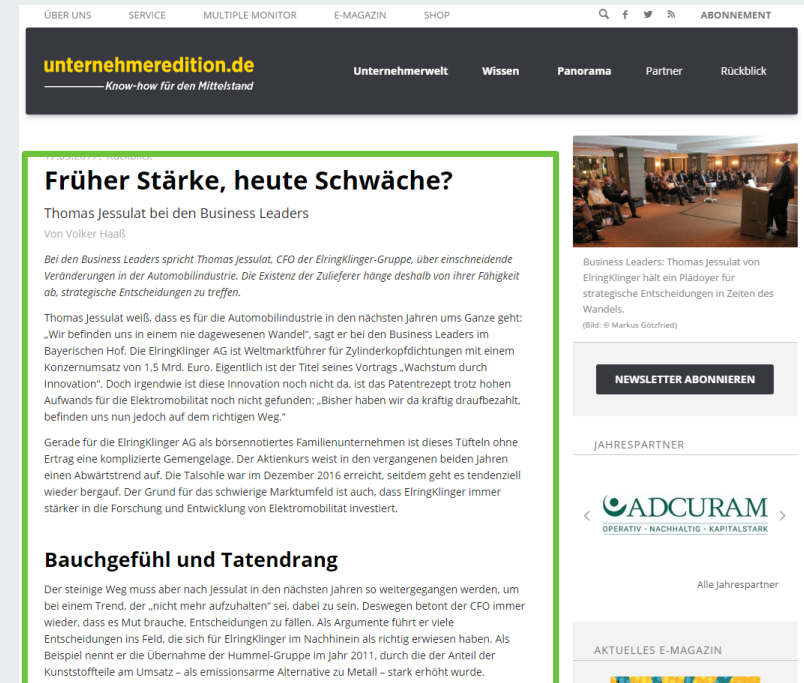 ÜBER UNS SERVICE MULTIPLE MONITOR E-MAGAZIN SHOP ABONNEMENT
unternehmeredition.de
Know-how für den Mittelstand
Unternehmerwelt Wissen Panorama Partner Rückblick
Früher Stärke, heute Schwäche?
Thomas Jessulat bei den Business Leaders
Von Volker Haaß
Bei den Business Leaders spricht Thomas Jessulat, CFO der ElringKlinger-Gruppe, über einschneidende
Veränderungen in der Automobilindustrie. Die Existenz der Zulieferer hänge deshalb von ihrer Fähigkeit
ab, strategische Entscheidungen zu treffen.
Thomas Jessulat weiß, dass es für die Automobilindustrie in den nächsten Jahren ums Ganze geht:
„Wir befinden uns in einem nie dagewesenen Wandel“, sagt er bei den Business Leaders im
Bayerischen Hof. Die ElringKlinger AG ist Weltmarktführer für Zylinderkopfdichtungen mit einem
Konzernumsatz von 1,5 Mrd. Euro. Eigentlich ist der Titel seines Vortrags „Wachstum durch
Innovation“. Doch irgendwie ist diese Innovation noch nicht da, ist das Patentrezept trotz hohen
Aufwands für die Elektromobilität noch nicht gefunden: „Bisher haben wir da kräftig draufbezahlt,
befinden uns nun jedoch auf dem richtigen Weg.“
Gerade für die ElringKlinger AG als börsennotiertes Familienunternehmen ist dieses Tüfteln ohne
Ertrag eine komplizierte Gemengelage. Der Aktienkurs weist in den vergangenen beiden Jahren
einen Abwärtstrend auf. Die Talsohle war im Dezember 2016 erreicht, seitdem geht es tendenziell
wieder bergauf. Der Grund für das schwierige Marktumfeld ist auch, dass ElringKlinger immer
stärker in die Forschung und Entwicklung von Elektromobilität investiert.
Bauchgefühl und Tatendrang
Der steinige Weg muss aber nach Jessulat in den nächsten Jahren so weitergegangen werden, um
bei einem Trend, der „nicht mehr aufzuhalten“ sei, dabei zu sein. Deswegen betont der CFO immer
wieder, dass es Mut brauche, Entscheidungen zu fällen. Als Argumente führt er viele
Entscheidungen ins Feld, die sich für ElringKlinger im Nachhinein als richtig erwiesen haben. Als
Beispiel nennt er die Übernahme der Hummel-Gruppe im Jahr 2011, durch die der Anteil der
Kunststoffteile am Umsatz – als emissionsarme Alternative zu Metall – stark erhöht wurde.
Business Leaders: Thomas Jessulat von
ElringKlinger hält ein Plädoyer für
strategische Entscheidungen in Zeiten des
Wandels.
(Bild: © Markus Götzfried)
NEWSLETTER ABONNIEREN
JAHRESPARTNER
ADCURAM
OPERATIV · NACHHALTIG · KAPITALSTARK
Alle Jahrespartner
AKTUELLES E-MAGAZIN